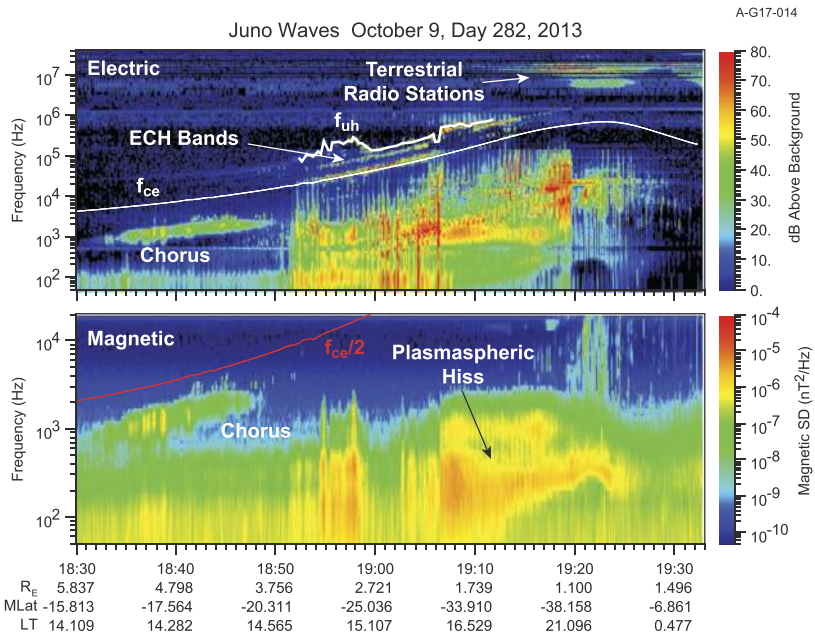 A-G17-014
Juno Waves October 9, Day 282, 2013
Electric
Terrestrial
Radio Stations
ECH Bands
f_uh
f_ce
Chorus
Frequency (Hz)
10^7
10^6
10^5
10^4
10^3
10^2
80.
70.
60.
50.
40.
30.
20.
10.
0.
dB Above Background
Magnetic
f_ce/2
Plasmaspheric
Hiss
Chorus
Frequency (Hz)
10^4
10^3
10^2
10^-4
10^-5
10^-6
10^-7
10^-8
10^-9
10^-10
Magnetic SD (nT^2/Hz)
18:30 18:40 18:50 19:00 19:10 19:20 19:30
R_E 5.837 4.798 3.756 2.721 1.739 1.100 1.496
MLat -15.813 -17.564 -20.311 -25.036 -33.910 -38.158 -6.861
LT 14.109 14.282 14.565 15.107 16.529 21.096 0.477